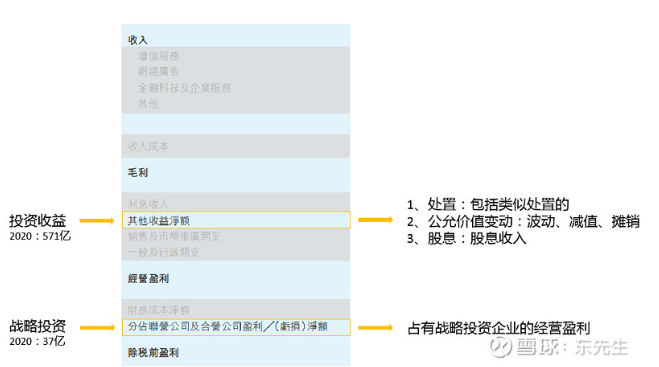 收入
增值服務
網絡廣告
金融科技及企業服務
其他
收入成本
毛利
利息收入
投资收益
2020：571亿
其他收益淨額
1、处置：包括类似处置的
2、公允价值变动：波动、减值、摊销
3、股息：股息收入
銷售及市場推廣開支
一般及行政開支
經營盈利
財務成本淨額
战略投资
2020：37亿
分佔聯營公司及合營公司盈利／（虧損）淨額
占有战略投资企业的经营盈利
除稅前盈利
雪球：东先生